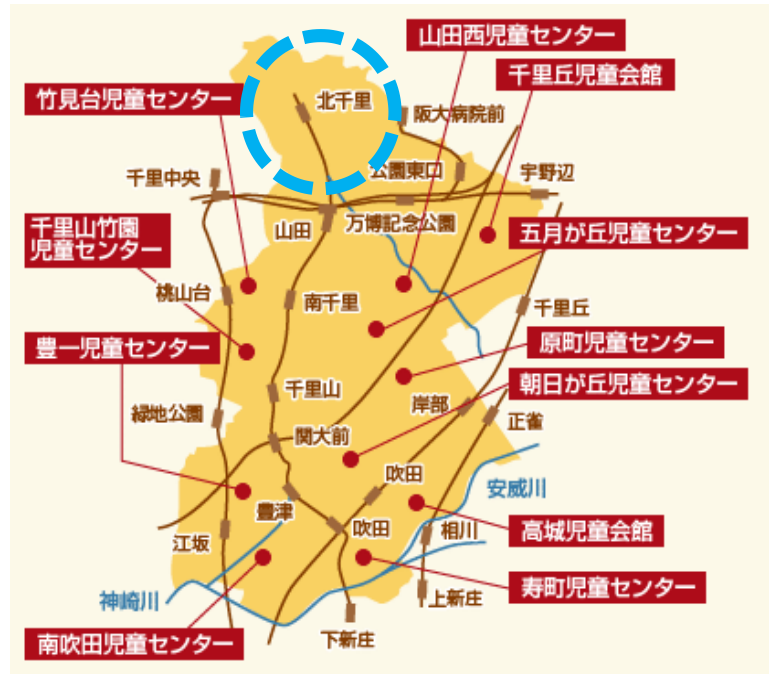 山田西児童センター
千里丘児童会館
竹見台児童センター
北千里
阪大病院前
公園東口
宇野辺
千里中央
千里山竹園
児童センター
山田
万博記念公園
五月が丘児童センター
桃山台
南千里
千里丘
豊一児童センター
原町児童センター
千里山
朝日が丘児童センター
緑地公園
岸部
正雀
関大前
吹田
安威川
豊津
吹田
相川
高城児童会館
江坂
神崎川
上新庄
寿町児童センター
下新庄
南吹田児童センター